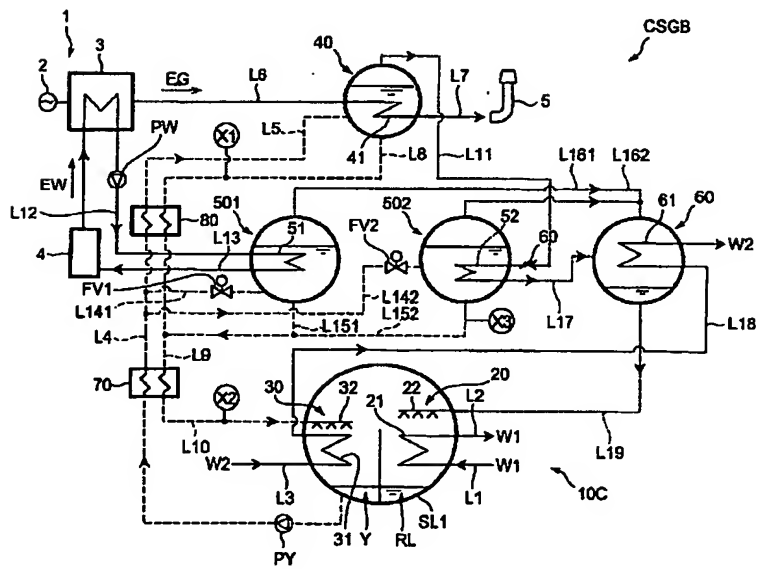 1
3
40
CSGB
2
EG
L6
L7
5
L5
X1
41
L8
PW
L11
L161
L162
EW
80
501
502
61
60
L12
51
FV2
52
60
W2
4
L13
FV1
L141
L142
L151
L152
X3
L17
L18
L4
L9
70
X2
30
32
20
22
21
L2
W1
L10
L19
W2
L3
W1
L1
10C
31
Y
RL
SL1
PY